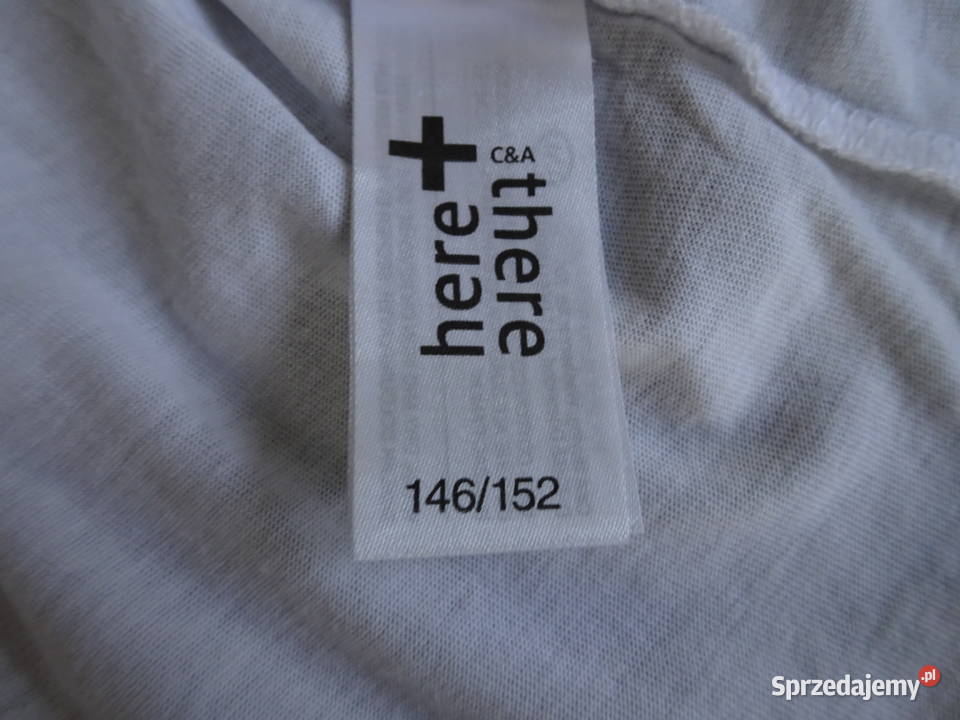 here +
there
C&A
146/152
Sprzedajemy.pl